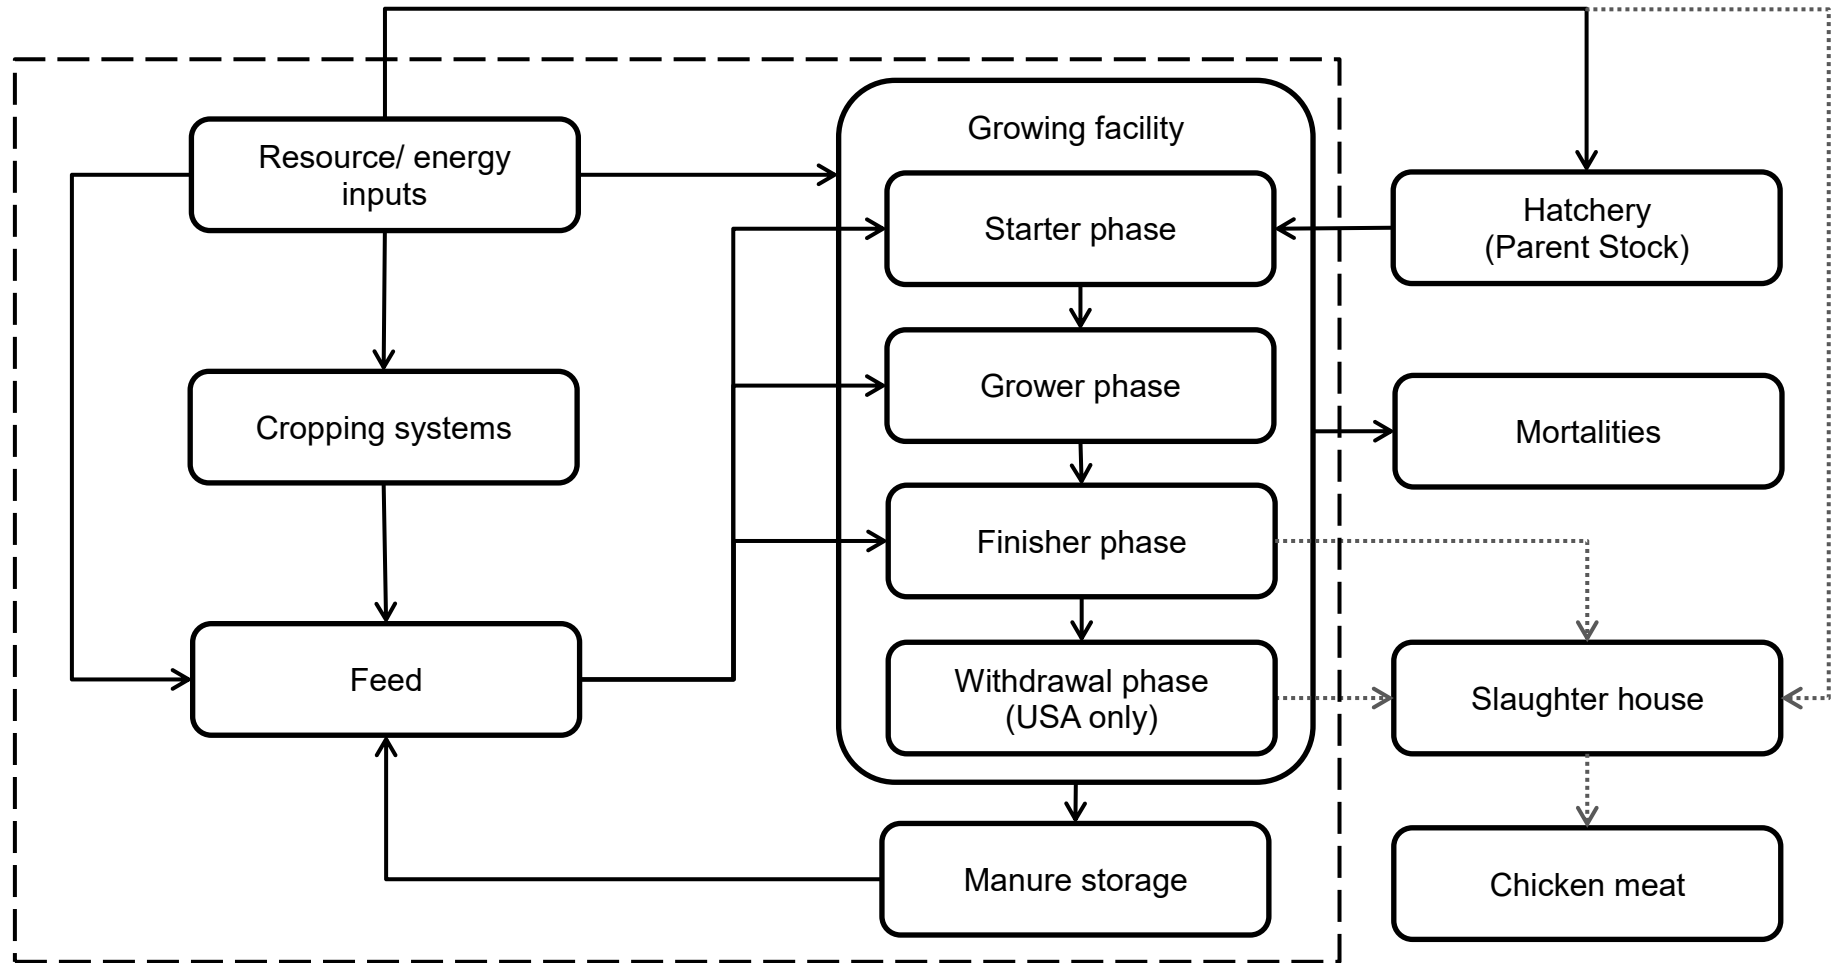 Resource/ energy
inputs
Cropping systems
Feed
Growing facility
Starter phase
Grower phase
Finisher phase
Withdrawal phase
(USA only)
Manure storage
Hatchery
(Parent Stock)
Mortalities
Slaughter house
Chicken meat